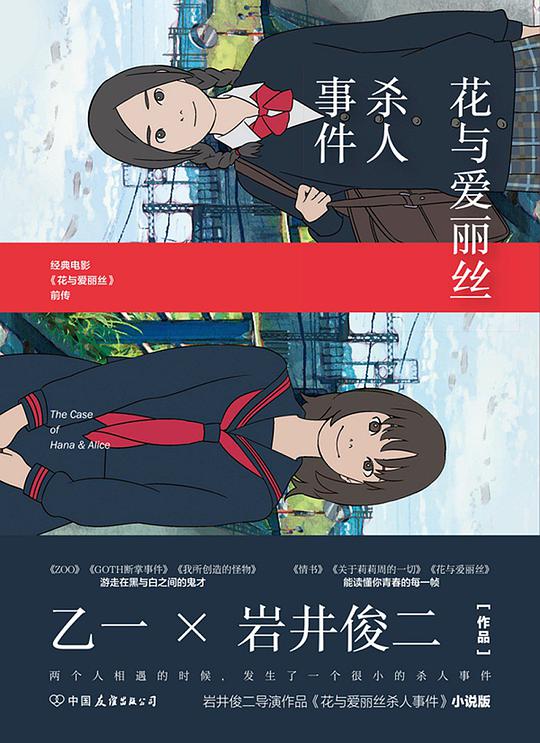 花与爱丽丝
杀人
事件
经典电影
《花与爱丽丝》
前传
The Case
of
Hana & Alice
《ZOO》《GOTH断掌事件》《我所创造的怪物》
游走在黑与白之间的鬼才
《情书》《关于莉莉周的一切》《花与爱丽丝》
能读懂你青春的每一帧
乙一 × 岩井俊二 [作品]
两个人相遇的时候，发生了一个很小的杀人事件
中国友谊出版公司
岩井俊二导演作品《花与爱丽丝杀人事件》小说版